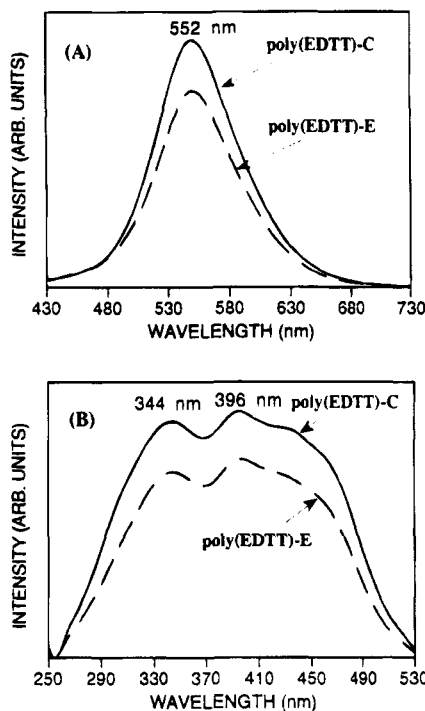 552 nm
(A)
poly(EDTT)-C
poly(EDTT)-E
INTENSITY (ARB. UNITS)
430 480 530 580 630 680 730
WAVELENGTH (nm)
(B)
344 nm 396 nm
poly(EDTT)-C
poly(EDTT)-E
INTENSITY (ARB. UNITS)
250 290 330 370 410 450 490 530
WAVELENGTH (nm)